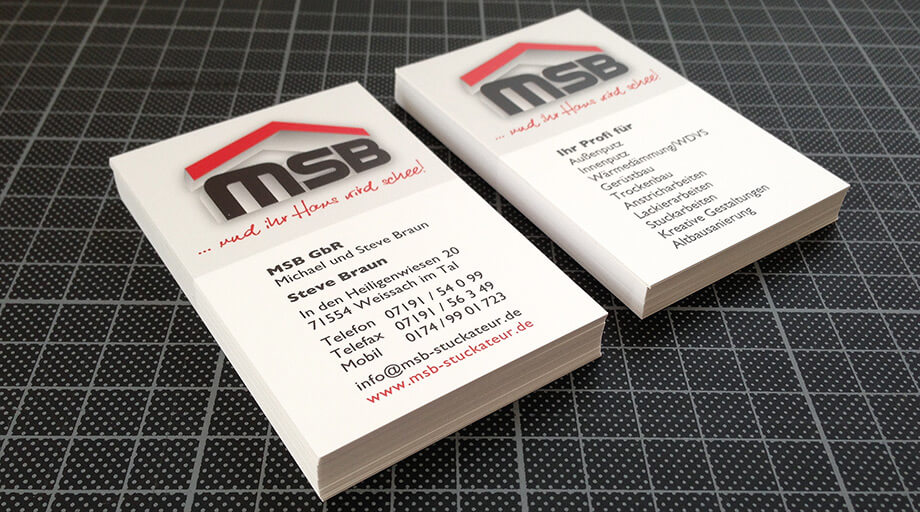 MSB
... und ihr Haus wird schee!
MSB GbR
Michael und Steve Braun
Steve Braun
In den Heiligenwiesen 20
71554 Weissach im Tal
Telefon 07191 / 54 0 99
Telefax 07191 / 56 3 49
Mobil 0174 / 99 01 723
info@msb-stuckateur.de
www.msb-stuckateur.de
MSB
... und ihr Haus wird schee!
Ihr Profi für
Außenputz
Innenputz
Wärmedämmung/WDVS
Gerüstbau
Trockenbau
Anstricharbeiten
Lackierarbeiten
Stuckarbeiten
Kreative Gestaltungen
Altbausanierung